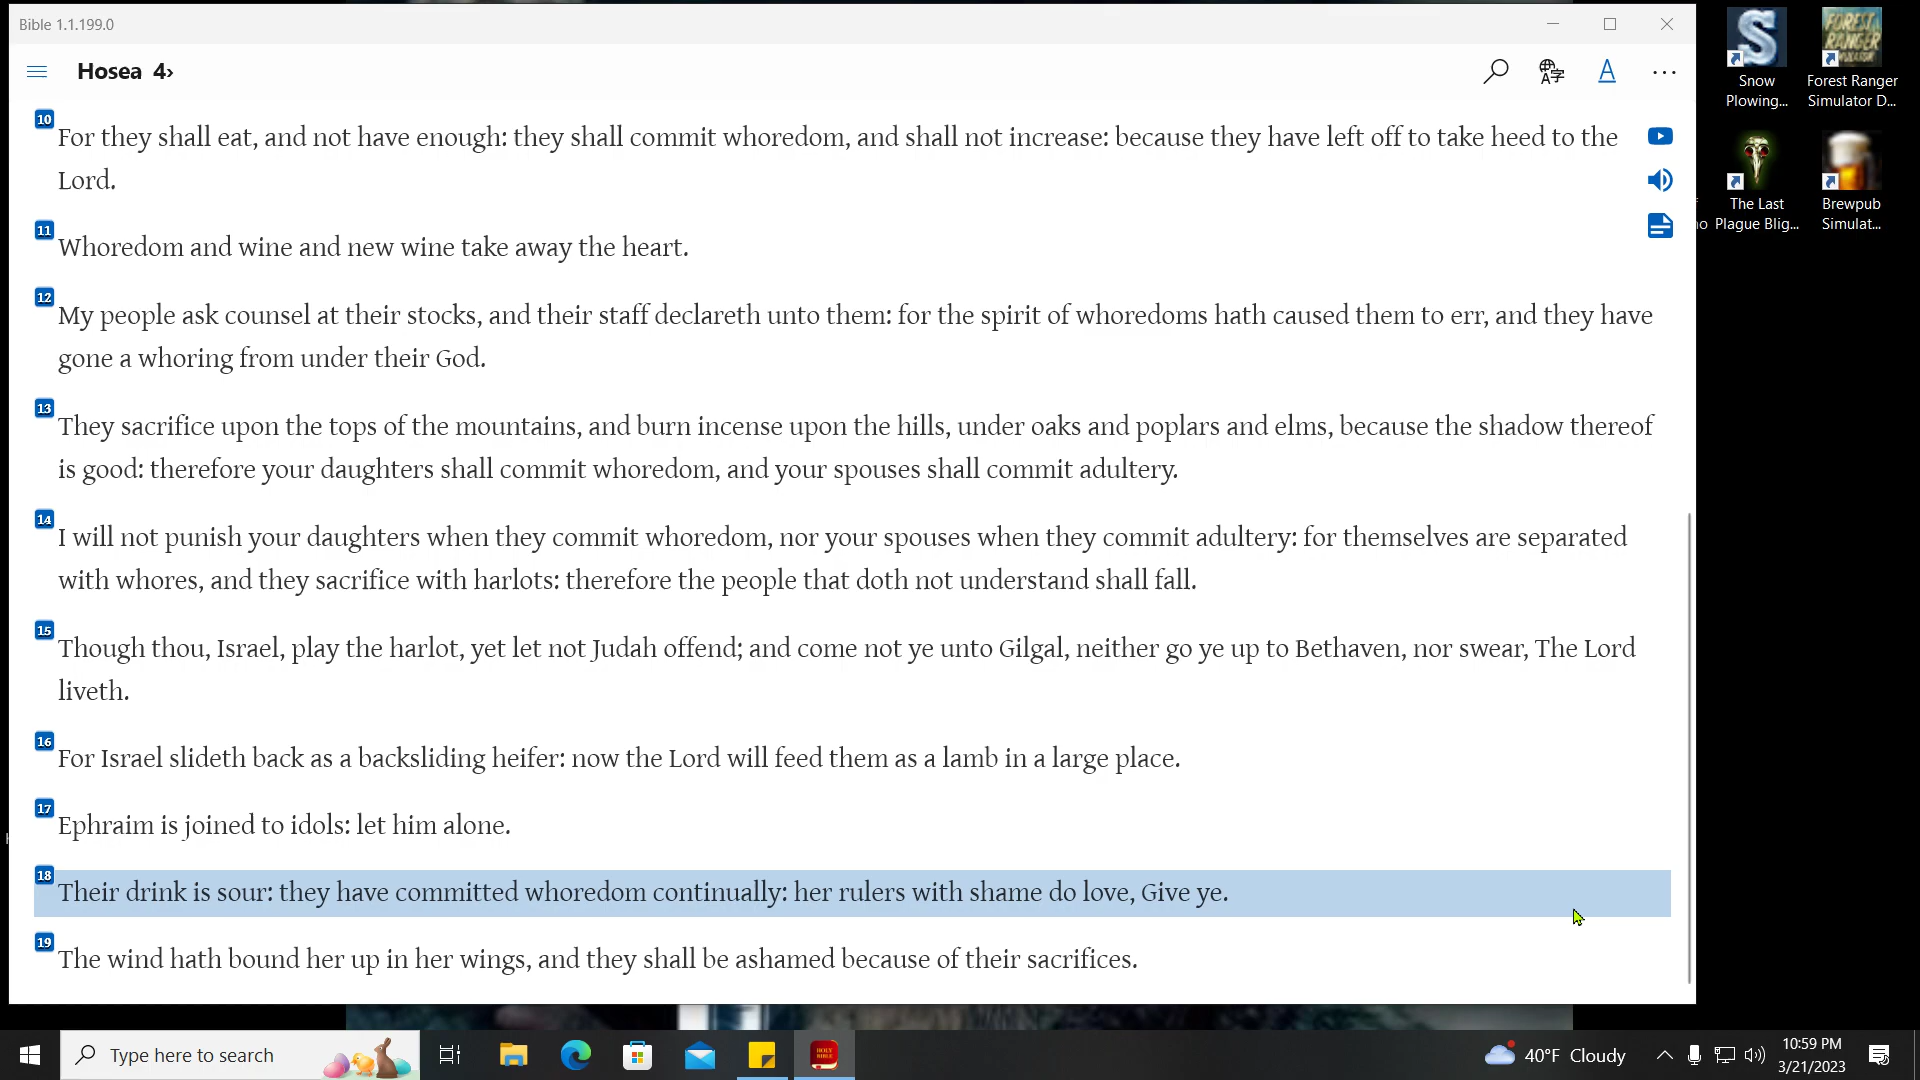 Bible 1.1.199.0
Hosea 4›
10
For they shall eat, and not have enough: they shall commit whoredom, and shall not increase: because they have left off to take heed to the
Lord.
11
Whoredom and wine and new wine take away the heart.
12
My people ask counsel at their stocks, and their staff declareth unto them: for the spirit of whoredoms hath caused them to err, and they have
gone a whoring from under their God.
13
They sacrifice upon the tops of the mountains, and burn incense upon the hills, under oaks and poplars and elms, because the shadow thereof
is good: therefore your daughters shall commit whoredom, and your spouses shall commit adultery.
14
I will not punish your daughters when they commit whoredom, nor your spouses when they commit adultery: for themselves are separated
with whores, and they sacrifice with harlots: therefore the people that doth not understand shall fall.
15
Though thou, Israel, play the harlot, yet let not Judah offend; and come not ye unto Gilgal, neither go ye up to Bethaven, nor swear, The Lord
liveth.
16
For Israel slideth back as a backsliding heifer: now the Lord will feed them as a lamb in a large place.
17
Ephraim is joined to idols: let him alone.
18
Their drink is sour: they have committed whoredom continually: her rulers with shame do love, Give ye.
19
The wind hath bound her up in her wings, and they shall be ashamed because of their sacrifices.
S
Snow
Plowing...
FOREST
RANGER
Forest Ranger
Simulator D...
The Last
Plague Blig...
Brewpub
Simulat...
Type here to search
HOLY
BIBLE
40°F Cloudy
10:59 PM
3/21/2023